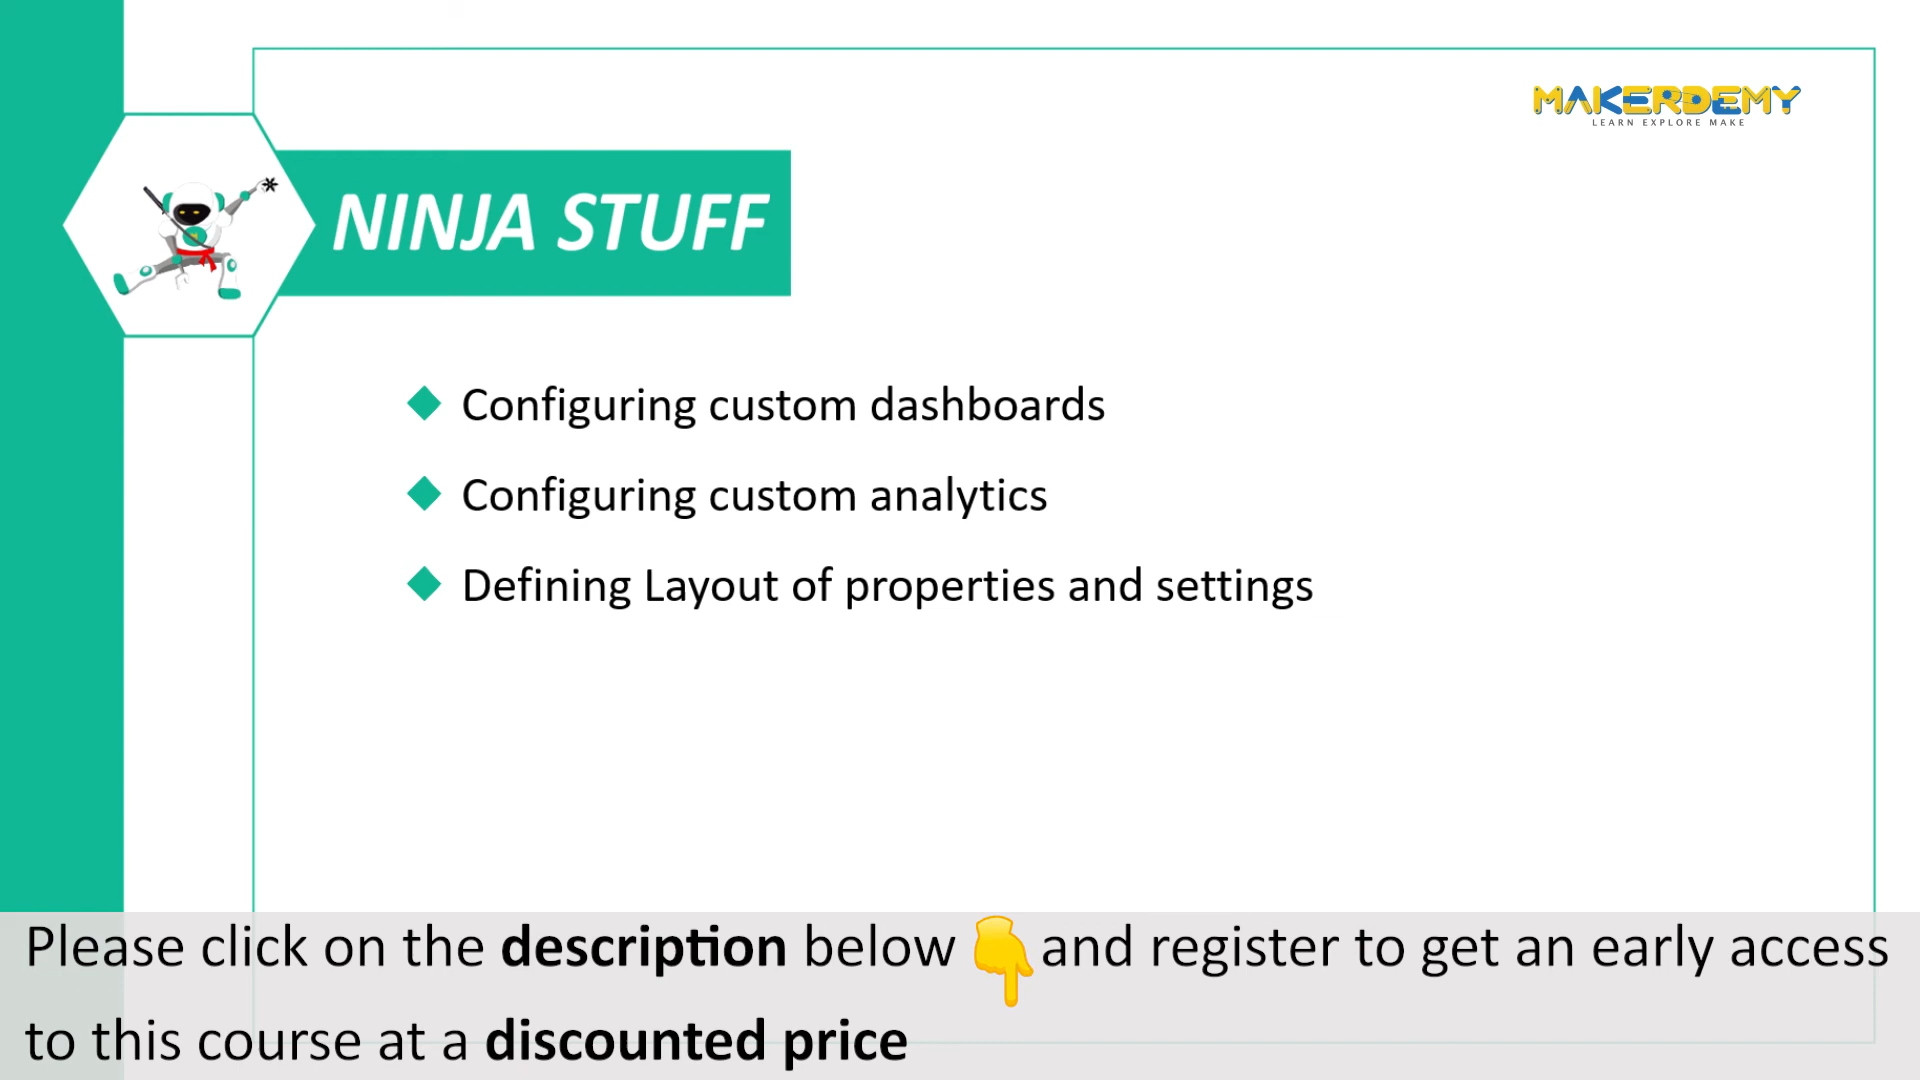 MAKERDEMY
LEARN EXPLORE MAKE
NINJA STUFF
Configuring custom dashboards
Configuring custom analytics
Defining Layout of properties and settings
Please click on the description below 👇 and register to get an early access
to this course at a discounted price